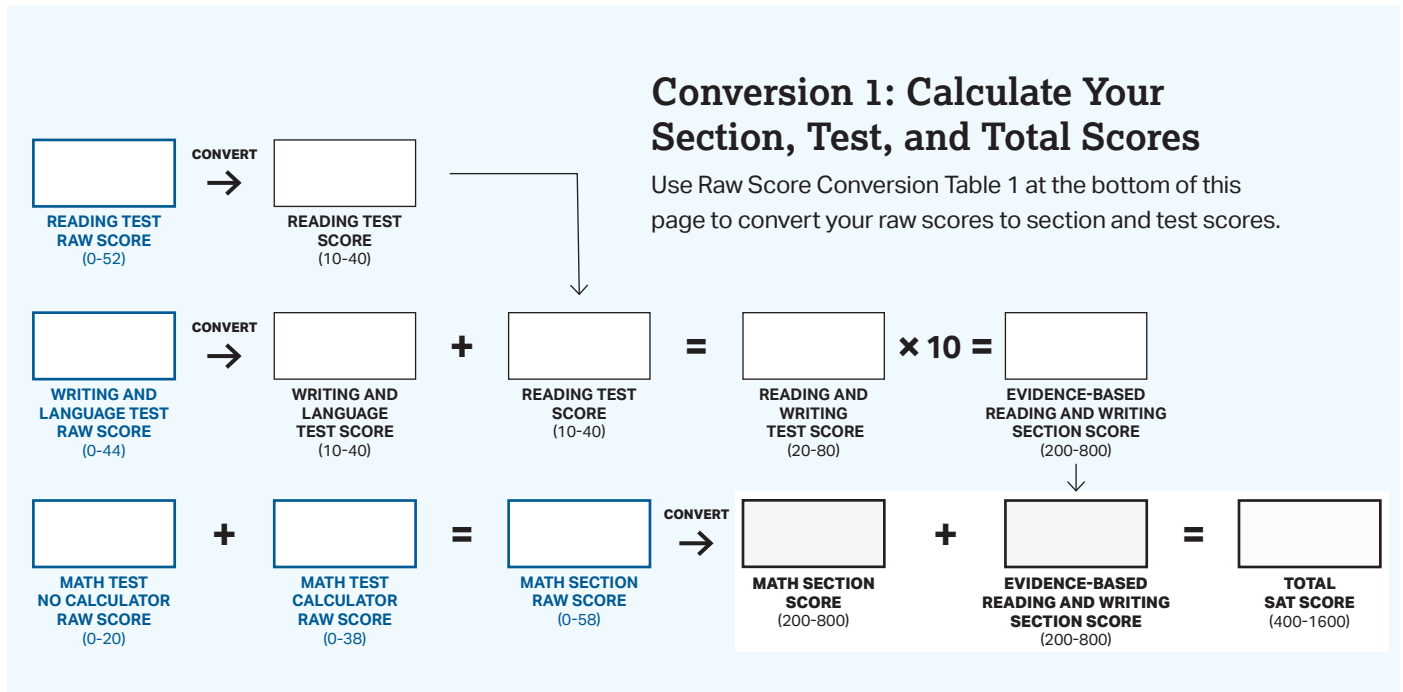 Conversion 1: Calculate Your
Section, Test, and Total Scores
Use Raw Score Conversion Table 1 at the bottom of this
page to convert your raw scores to section and test scores.
CONVERT
→
READING TEST
RAW SCORE
(0-52)
READING TEST
SCORE
(10-40)
CONVERT
→
+
=
× 10 =
WRITING AND
LANGUAGE TEST
RAW SCORE
(0-44)
WRITING AND
LANGUAGE
TEST SCORE
(10-40)
READING TEST
SCORE
(10-40)
READING AND
WRITING
TEST SCORE
(20-80)
EVIDENCE-BASED
READING AND WRITING
SECTION SCORE
(200-800)
+
=
CONVERT
→
+
=
MATH TEST
NO CALCULATOR
RAW SCORE
(0-20)
MATH TEST
CALCULATOR
RAW SCORE
(0-38)
MATH SECTION
RAW SCORE
(0-58)
MATH SECTION
SCORE
(200-800)
EVIDENCE-BASED
READING AND WRITING
SECTION SCORE
(200-800)
TOTAL
SAT SCORE
(400-1600)